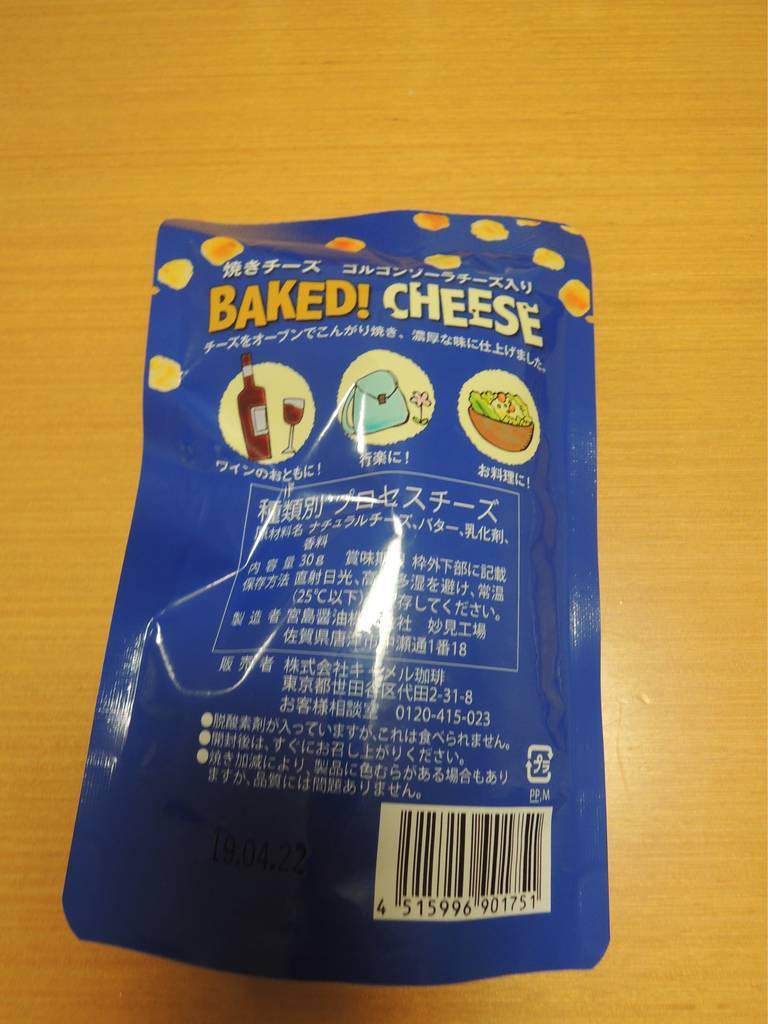 焼きチーズ ゴルゴンゾーラチーズ入り
BAKED! CHEESE
チーズをオーブンでこんがり焼き、濃厚な味に仕上げました。
ワインのおともに! 行楽に! お料理に!
種類別 プロセスチーズ
原材料名 ナチュラルチーズ、バター、乳化剤、
香料
内容量 30g 賞味期 枠外下部に記載
保存方法 直射日光、高 多湿を避け、常温
(25℃以下) 存してください。
製造者 宮島醤油 社 妙見工場
佐賀県唐 中瀬通1番18
販売者 株式会社キャメル珈琲
東京都世田谷区代田2-31-8
お客様相談室 0120-415-023
●脱酸素剤が入っていますが、これは食べられません。
●開封後は、すぐにお召し上がりください。
●焼き加減により、製品に色むらがある場合もあり
ますが、品質には問題ありません。
プラ
PP,M
19.04.22
4 515996 901751